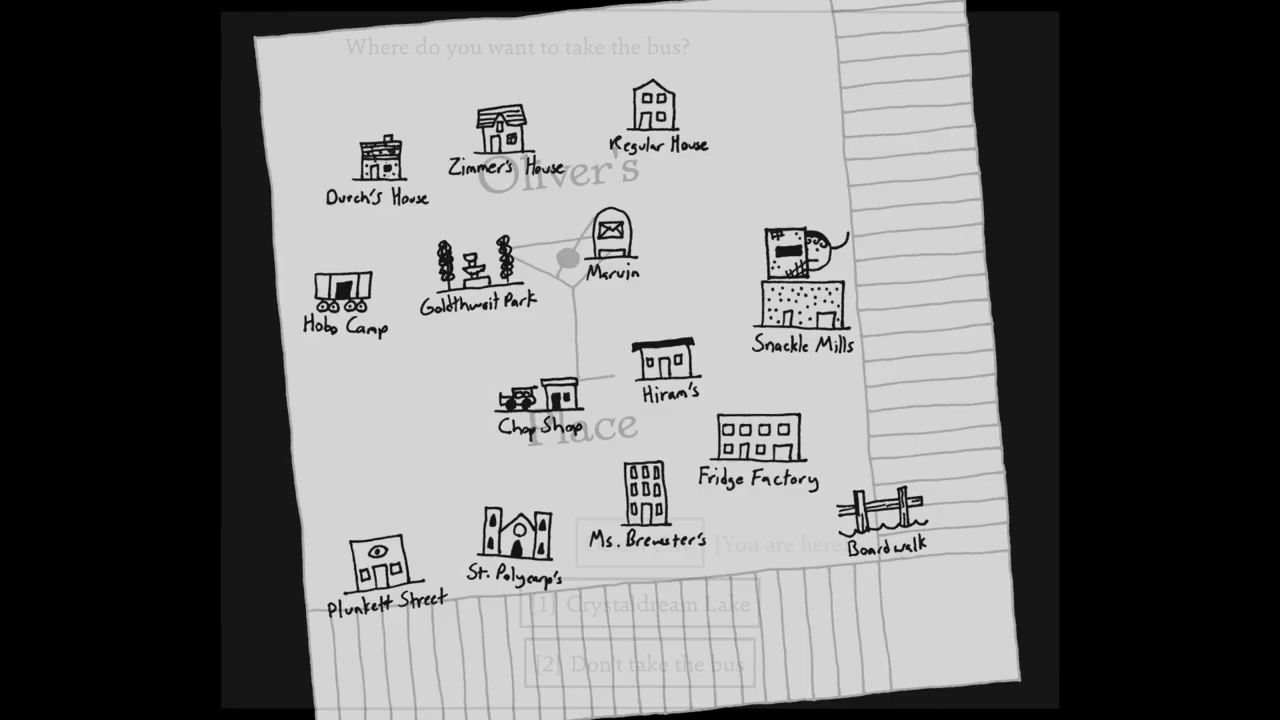 Where do you want to take the bus?
Regular House
Zimmer's House
Oliver's
Durch's House
Marvin
Goldthwait Park
Hobo Camp
Snackle Mills
Hiram's
Chop Shop
Place
Fridge Factory
Ms. Brewster's
[You are here]
Boardwalk
St. Polycarp's
Plunkett Street
[1] Crystaldream Lake
[2] Don't take the bus